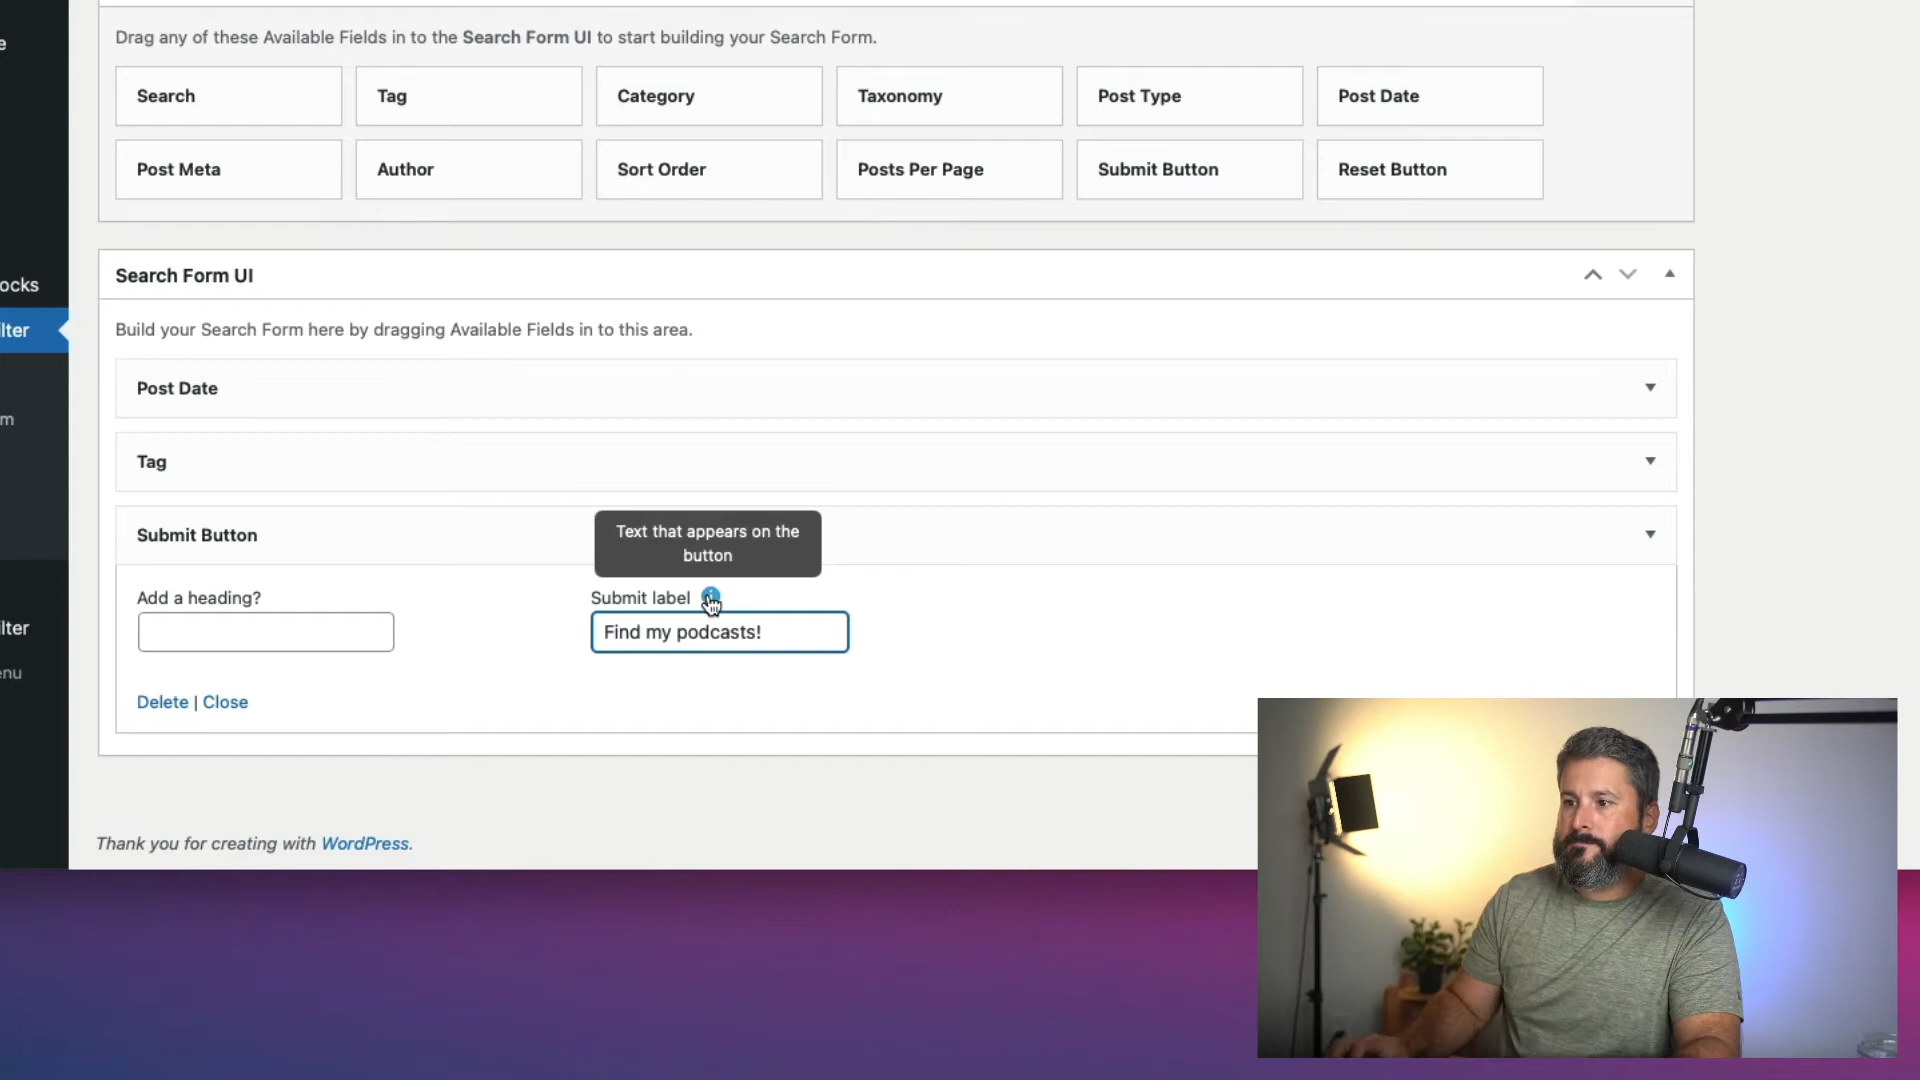 e
Drag any of these Available Fields in to the Search Form UI to start building your Search Form.
Search
Tag
Category
Taxonomy
Post Type
Post Date
Post Meta
Author
Sort Order
Posts Per Page
Submit Button
Reset Button
Search Form UI
ocks
ilter
Build your Search Form here by dragging Available Fields in to this area.
Post Date
m
Tag
Submit Button
Text that appears on the
button
Add a heading?
Submit label
ilter
Find my podcasts!
enu
Delete | Close
Thank you for creating with WordPress.